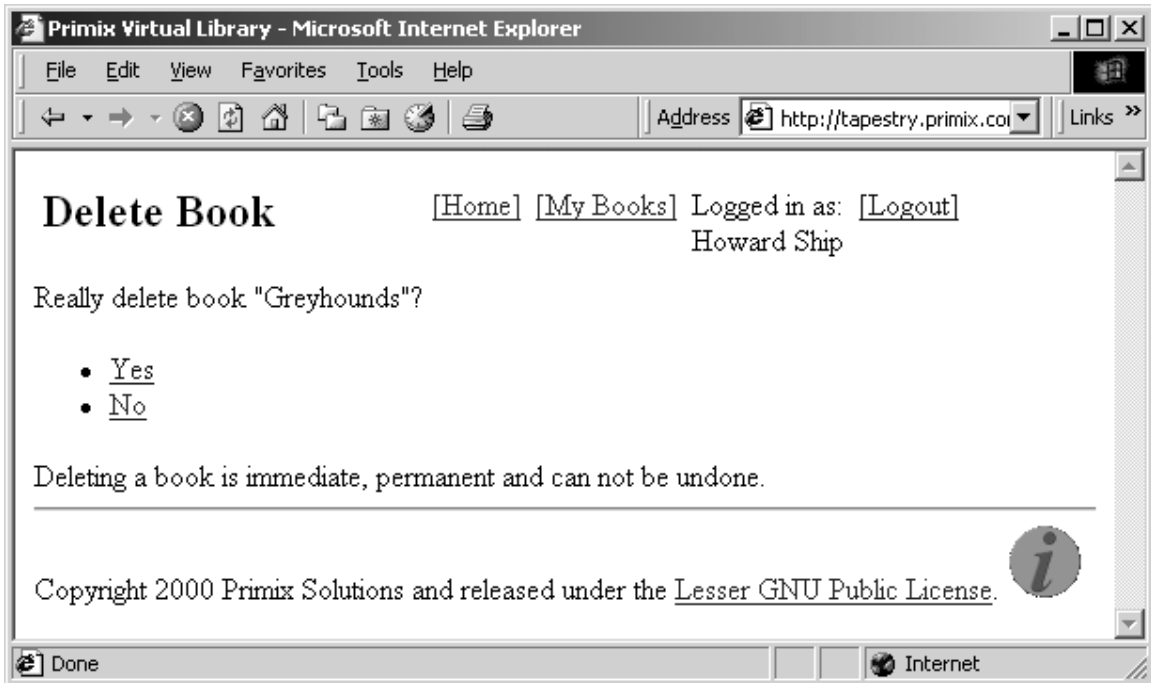 Primix Virtual Library - Microsoft Internet Explorer
File Edit View Favorites Tools Help
Address http://tapestry.primix.co Links »
Delete Book [Home] [My Books] Logged in as: [Logout]
Howard Ship
Really delete book "Greyhounds"?
• Yes
• No
Deleting a book is immediate, permanent and can not be undone.
i
Copyright 2000 Primix Solutions and released under the Lesser GNU Public License.
Done Internet